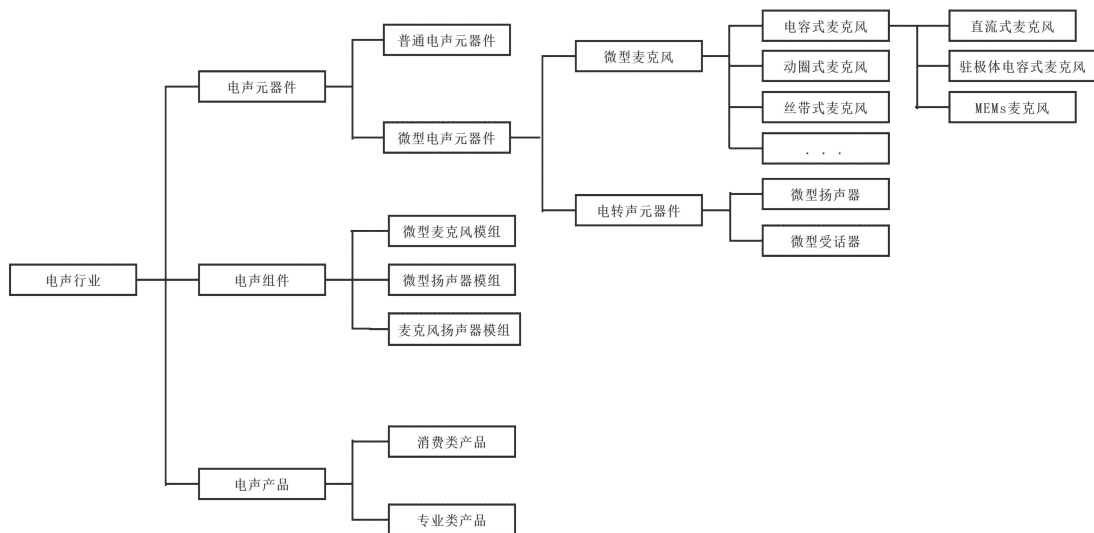 电声行业
电声元器件
普通电声元器件
微型电声元器件
微型麦克风
电容式麦克风
直流式麦克风
驻极体电容式麦克风
MEMs麦克风
动圈式麦克风
丝带式麦克风
...
电转声元器件
微型扬声器
微型受话器
电声组件
微型麦克风模组
微型扬声器模组
麦克风扬声器模组
电声产品
消费类产品
专业类产品